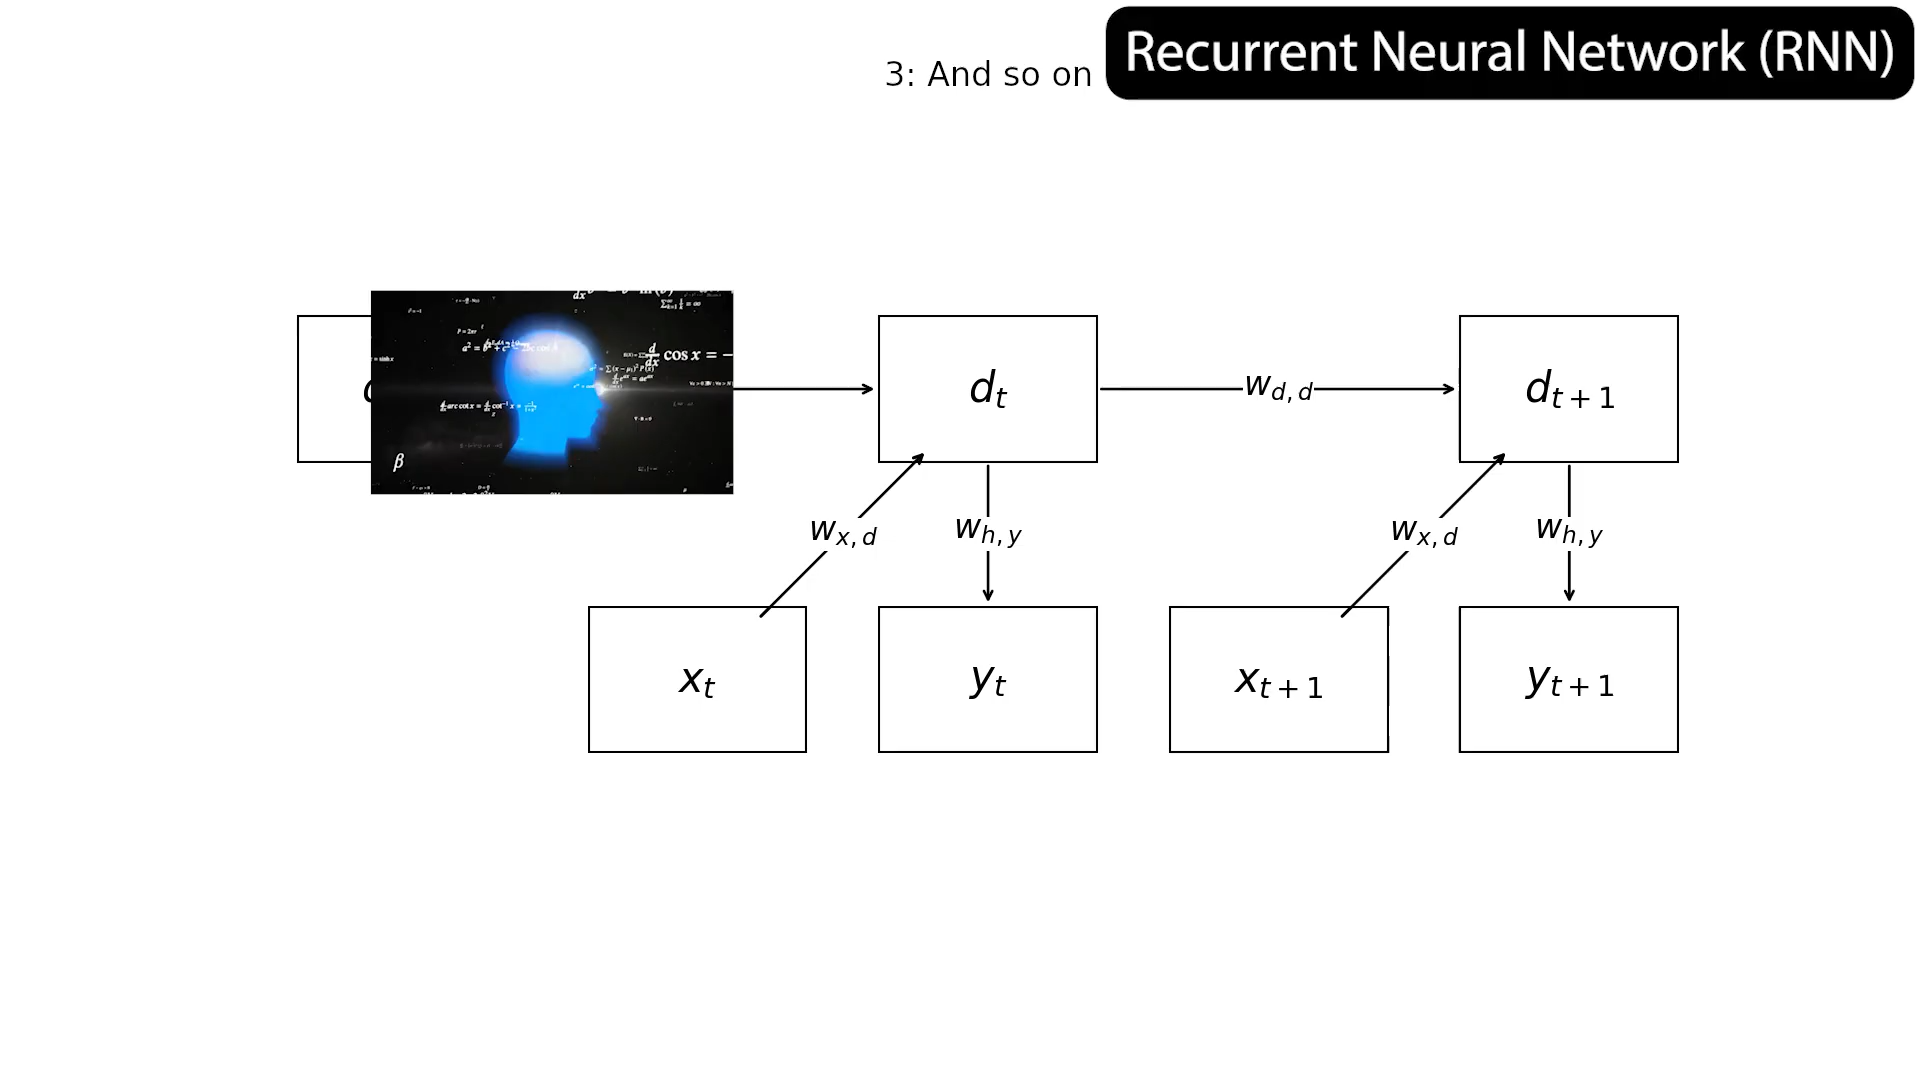 Recurrent Neural Network (RNN)
3: And so on
d_t
w_{d,d}
d_{t+1}
w_{x,d}
w_{h,y}
w_{x,d}
w_{h,y}
x_t
y_t
x_{t+1}
y_{t+1}
cos x = −
β